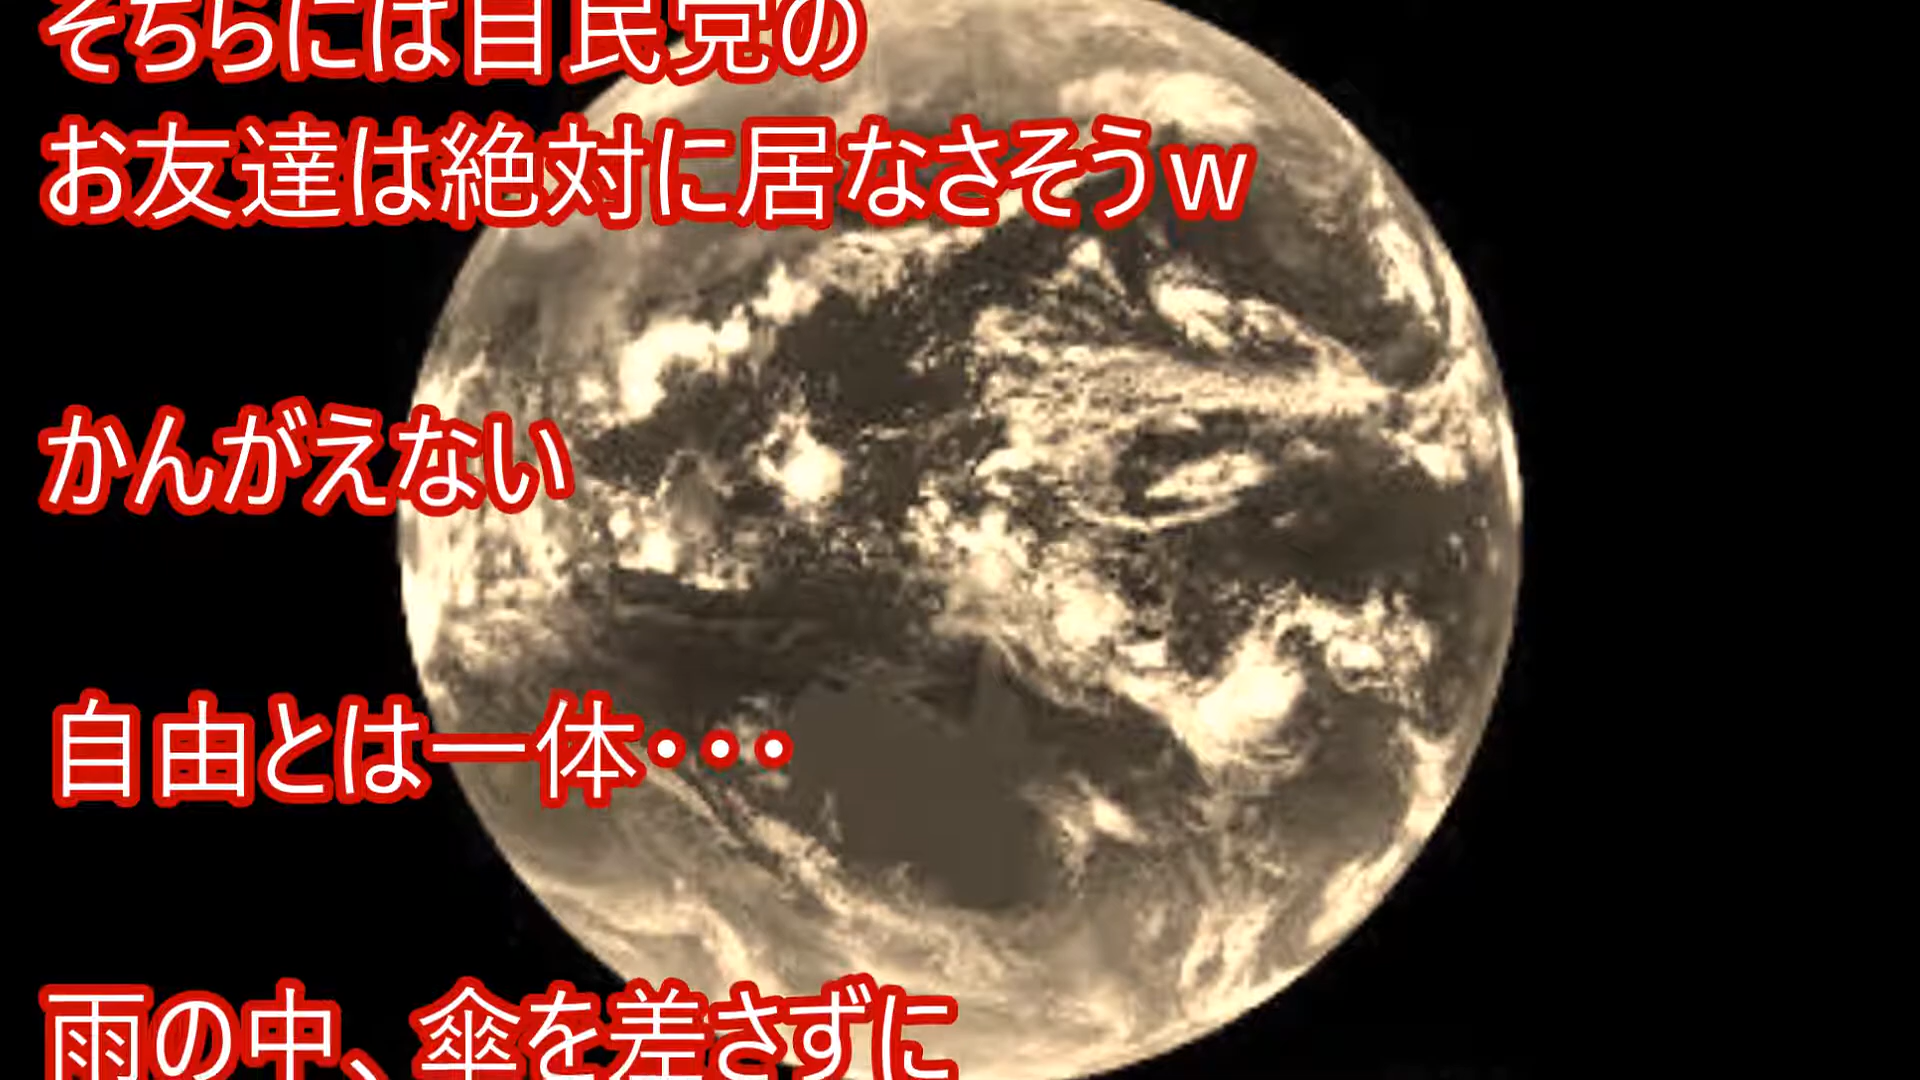 そちらには自民党の
お友達は絶対に居なさそうｗ
かんがえない
自由とは一体・・・
雨の中、傘を差さずに